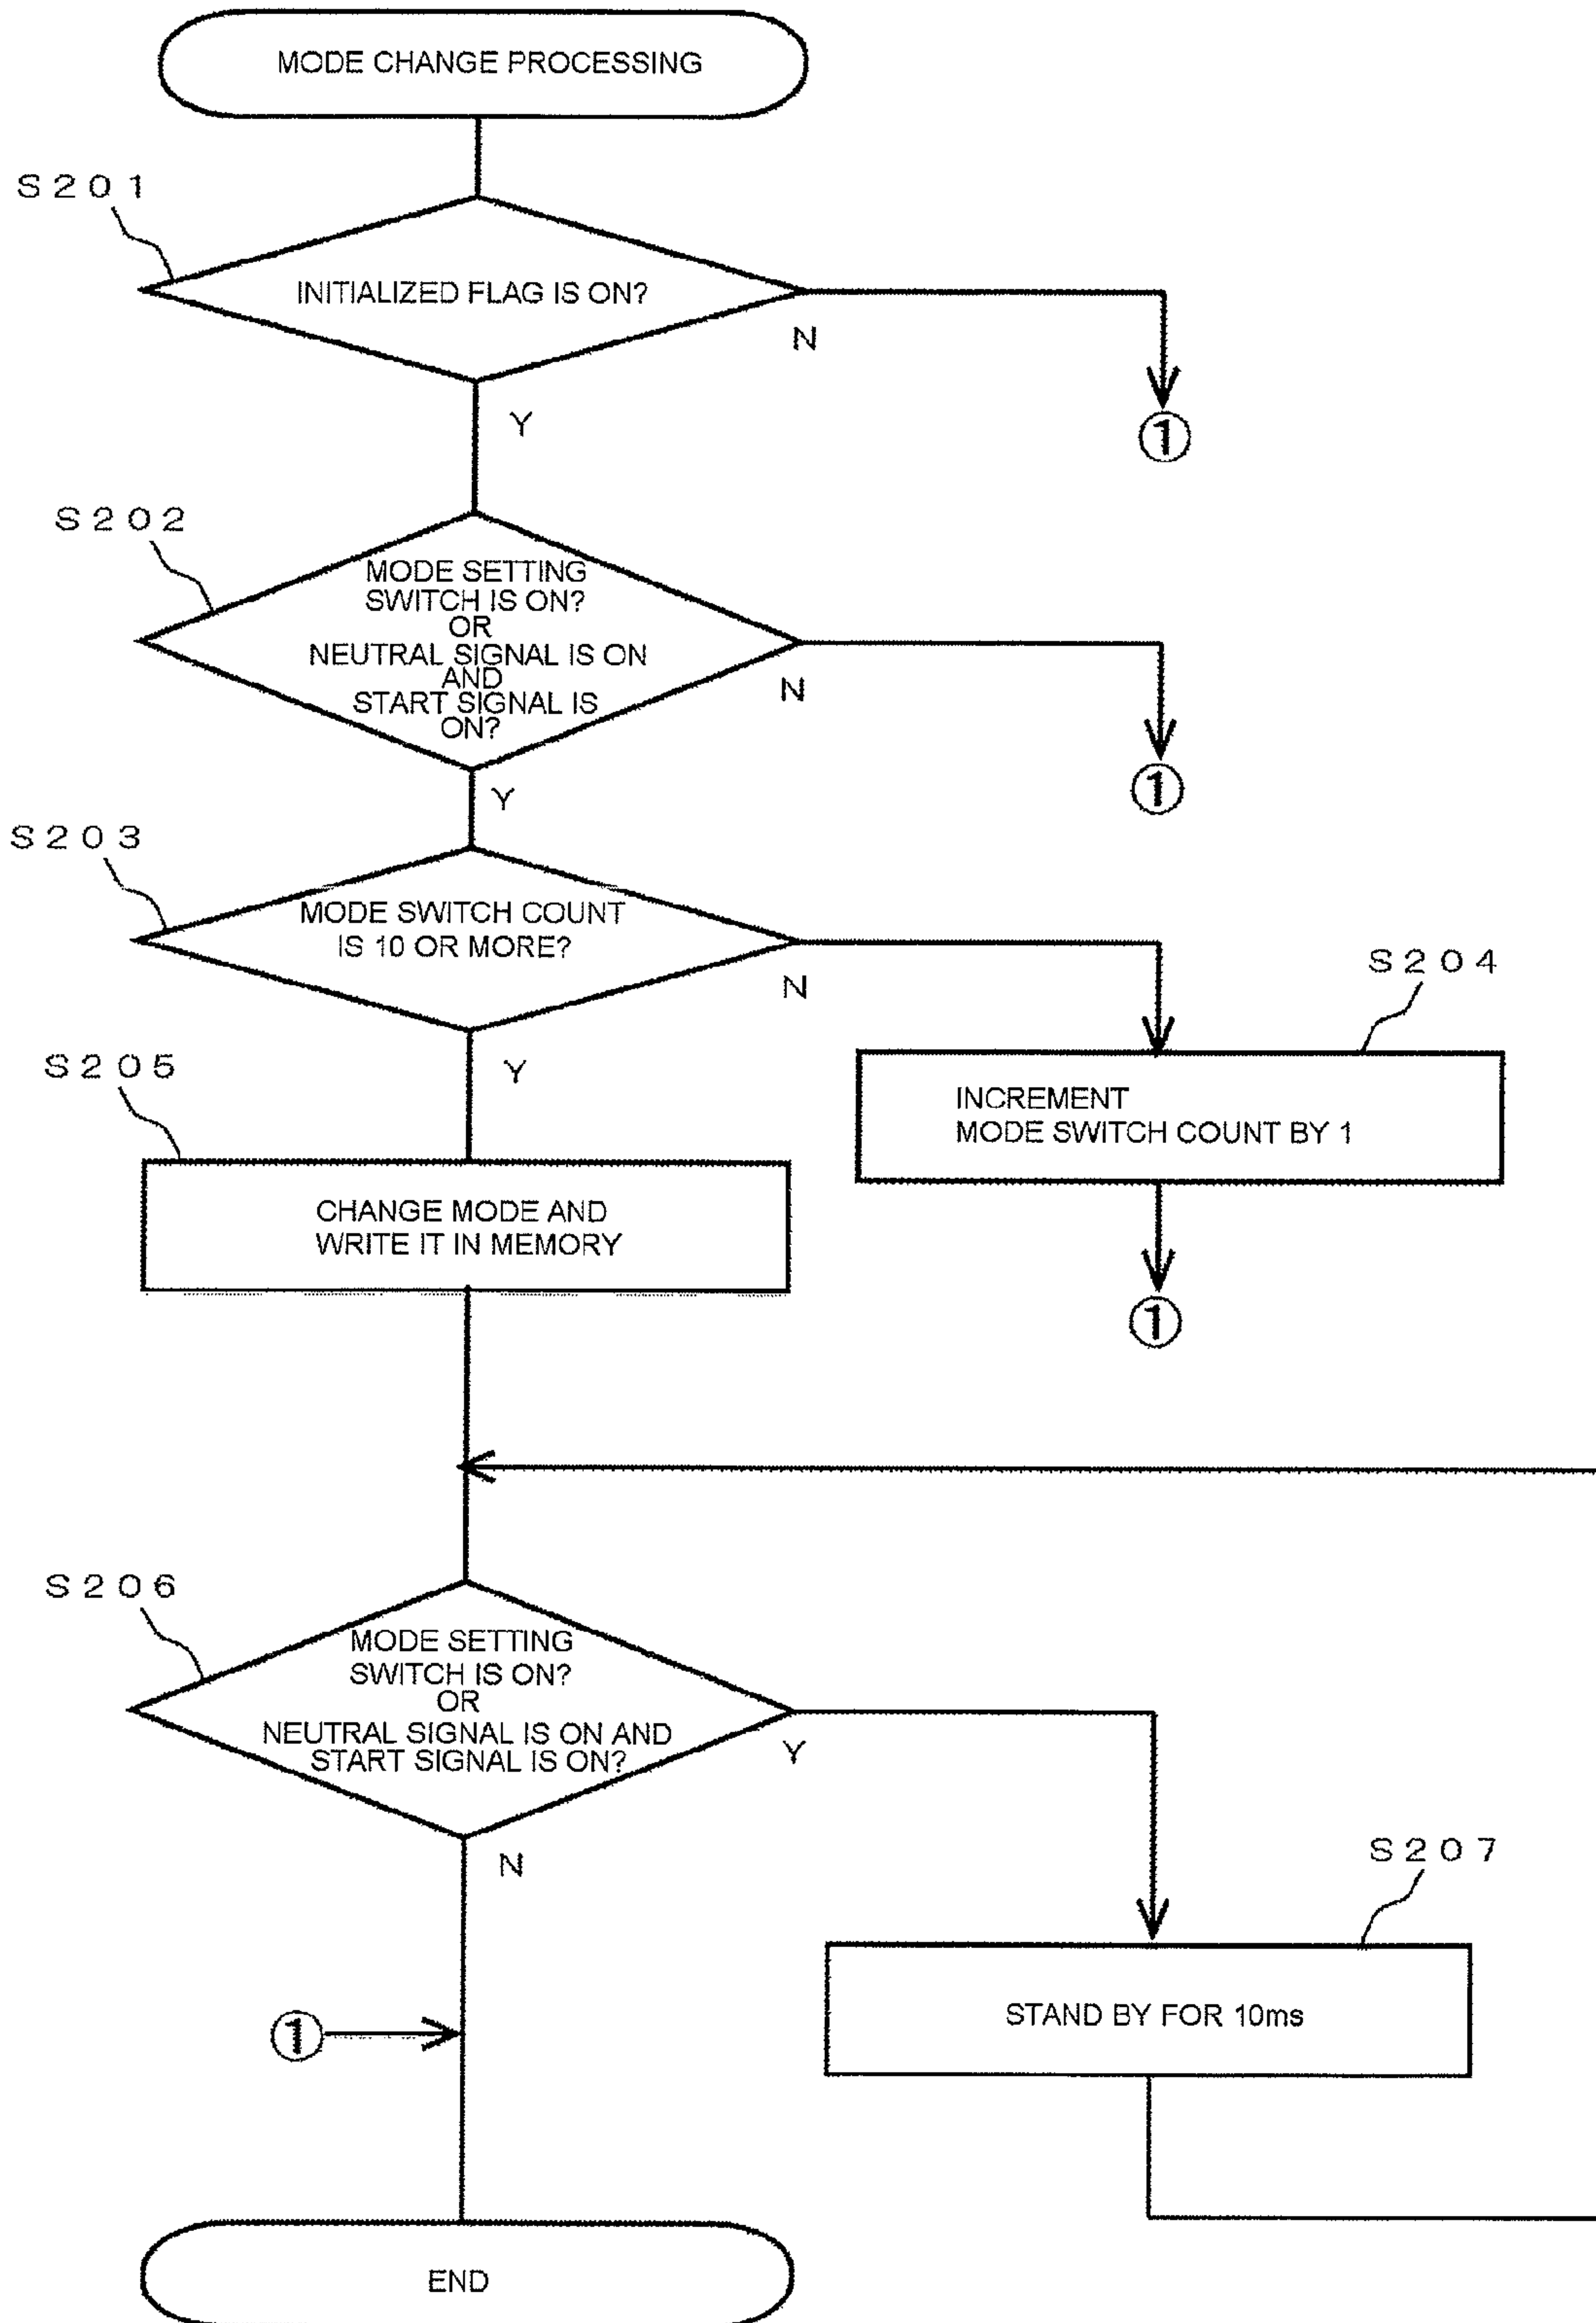 MODE CHANGE PROCESSING
S201
INITIALIZED FLAG IS ON?
N
①
Y
S202
MODE SETTING
SWITCH IS ON?
OR
NEUTRAL SIGNAL IS ON
AND
START SIGNAL IS
ON?
N
①
Y
S203
MODE SWITCH COUNT
IS 10 OR MORE?
N
S204
INCREMENT
MODE SWITCH COUNT BY 1
①
Y
S205
CHANGE MODE AND
WRITE IT IN MEMORY
S206
MODE SETTING
SWITCH IS ON?
OR
NEUTRAL SIGNAL IS ON AND
START SIGNAL IS ON?
Y
N
S207
STAND BY FOR 10ms
①
END